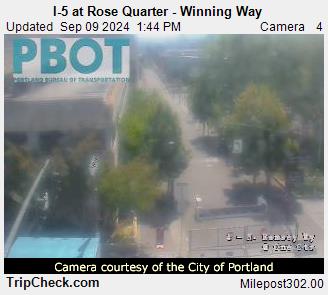 I-5 at Rose Quarter - Winning Way
Updated Sep 09 2024 1:44 PM Camera 4
PBOT
PORTLAND BUREAU OF TRANSPORTATION
Camera courtesy of the City of Portland
TripCheck.com Milepost302.00